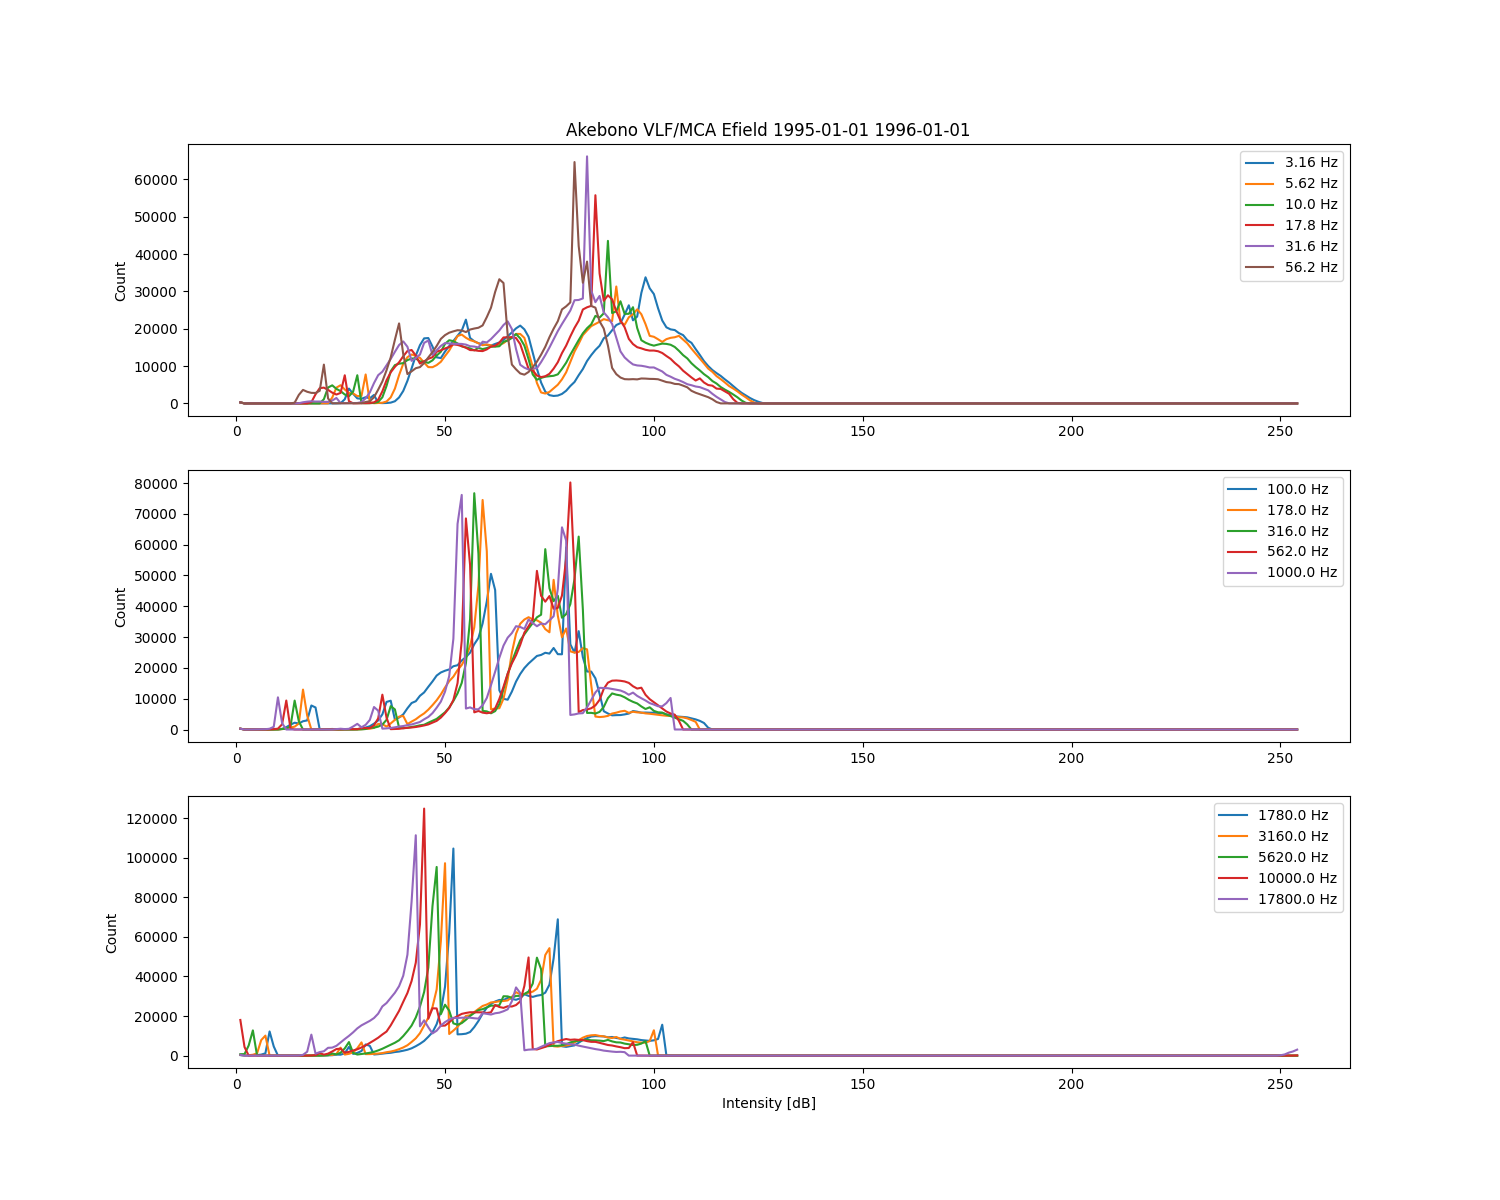 Akebono VLF/MCA Efield 1995-01-01 1996-01-01
60000
50000
40000
30000
20000
10000
0
Count
3.16 Hz
5.62 Hz
10.0 Hz
17.8 Hz
31.6 Hz
56.2 Hz
0 50 100 150 200 250
80000
70000
60000
50000
40000
30000
20000
10000
0
Count
100.0 Hz
178.0 Hz
316.0 Hz
562.0 Hz
1000.0 Hz
0 50 100 150 200 250
120000
100000
80000
60000
40000
20000
0
Count
1780.0 Hz
3160.0 Hz
5620.0 Hz
10000.0 Hz
17800.0 Hz
0 50 100 150 200 250
Intensity [dB]